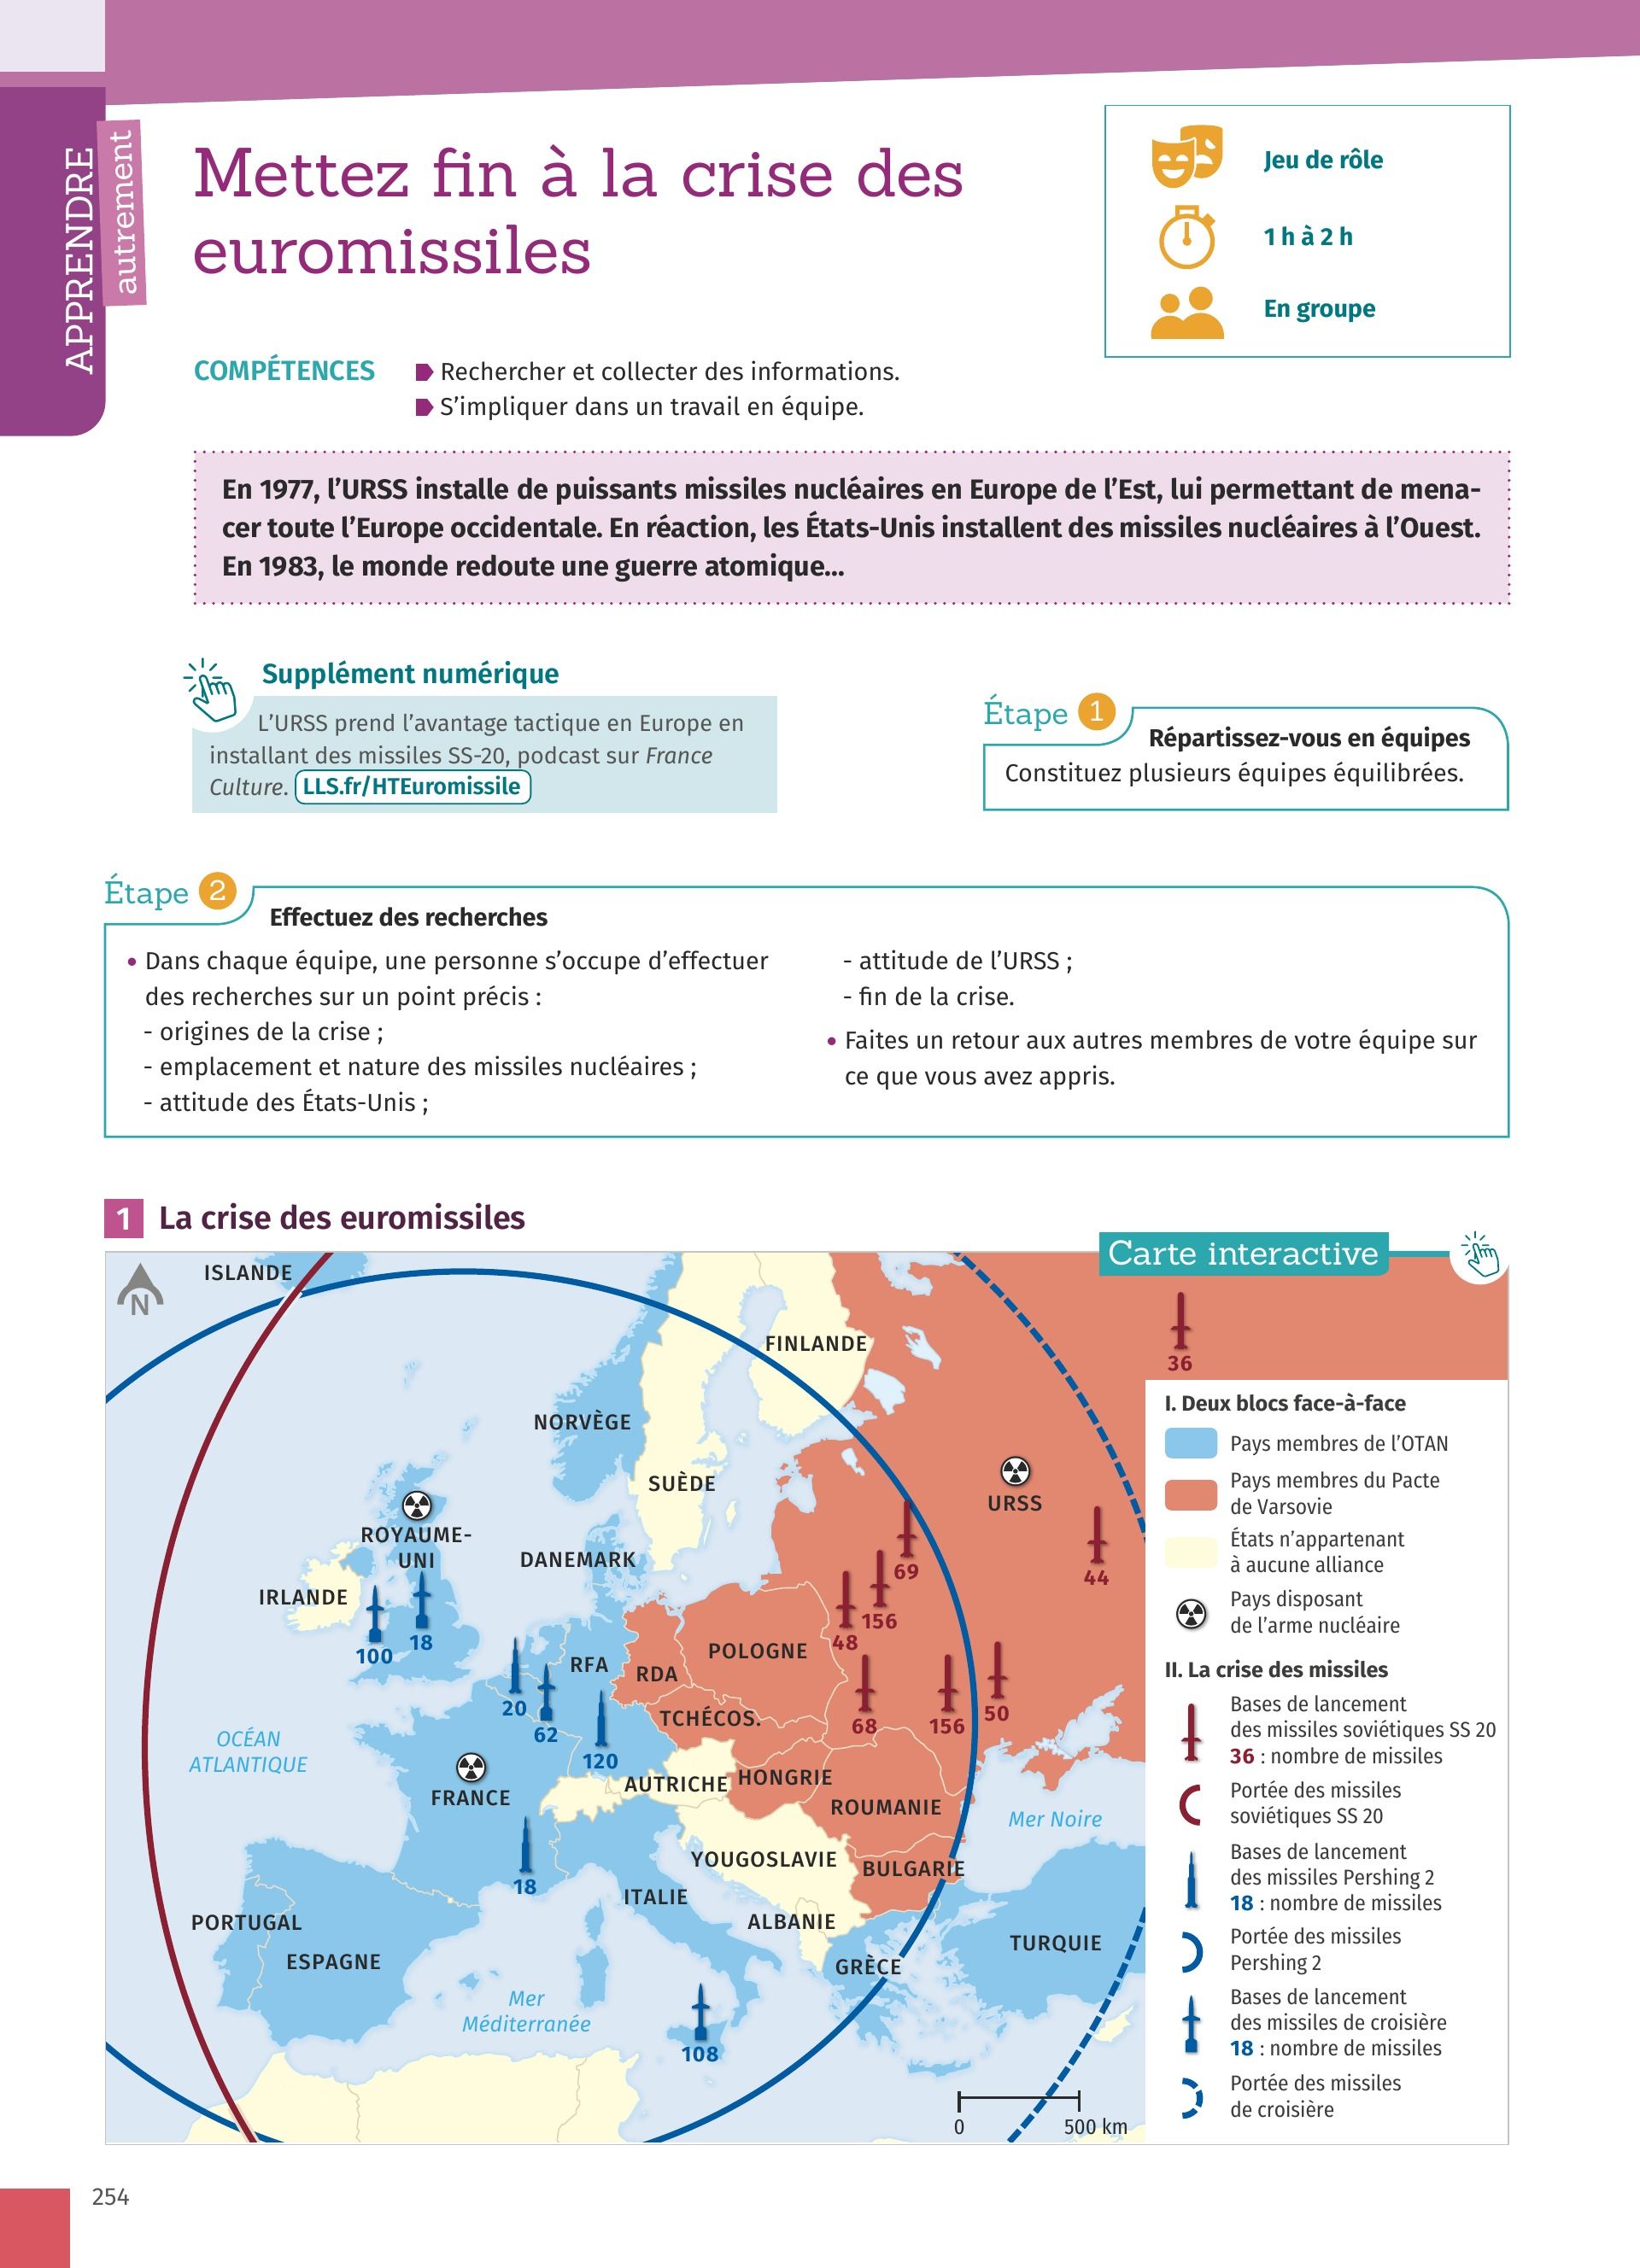 APPRENDRE
autrement
Mettez fin à la crise des
euromissiles
Jeu de rôle
1 h à 2 h
En groupe
COMPÉTENCES
Rechercher et collecter des informations.
S’impliquer dans un travail en équipe.
En 1977, l’URSS installe de puissants missiles nucléaires en Europe de l’Est, lui permettant de mena-
cer toute l’Europe occidentale. En réaction, les États-Unis installent des missiles nucléaires à l’Ouest.
En 1983, le monde redoute une guerre atomique...
Supplément numérique
L’URSS prend l’avantage tactique en Europe en
installant des missiles SS-20, podcast sur France
Culture. LLS.fr/HTEuromissile
Étape 1
Répartissez-vous en équipes
Constituez plusieurs équipes équilibrées.
Étape 2
Effectuez des recherches
• Dans chaque équipe, une personne s’occupe d’effectuer
des recherches sur un point précis :
- origines de la crise ;
- emplacement et nature des missiles nucléaires ;
- attitude des États-Unis ;
- attitude de l’URSS ;
- fin de la crise.
• Faites un retour aux autres membres de votre équipe sur
ce que vous avez appris.
1 La crise des euromissiles
Carte interactive
N
ISLANDE
FINLANDE
36
NORVÈGE
SUÈDE
URSS
ROYAUME-
UNI
DANEMARK
IRLANDE
69
44
100
18
156
48
RFA
POLOGNE
RDA
20
62
TCHÉCOS.
68
156
50
OCÉAN
ATLANTIQUE
120
FRANCE
AUTRICHE
HONGRIE
ROUMANIE
Mer Noire
YOUGOSLAVIE
BULGARIE
18
ITALIE
PORTUGAL
ALBANIE
TURQUIE
ESPAGNE
GRÈCE
Mer
Méditerranée
108
0
500 km
I. Deux blocs face-à-face
Pays membres de l’OTAN
Pays membres du Pacte
de Varsovie
États n’appartenant
à aucune alliance
Pays disposant
de l’arme nucléaire
II. La crise des missiles
Bases de lancement
des missiles soviétiques SS 20
36 : nombre de missiles
Portée des missiles
soviétiques SS 20
Bases de lancement
des missiles Pershing 2
18 : nombre de missiles
Portée des missiles
Pershing 2
Bases de lancement
des missiles de croisière
18 : nombre de missiles
Portée des missiles
de croisière
254